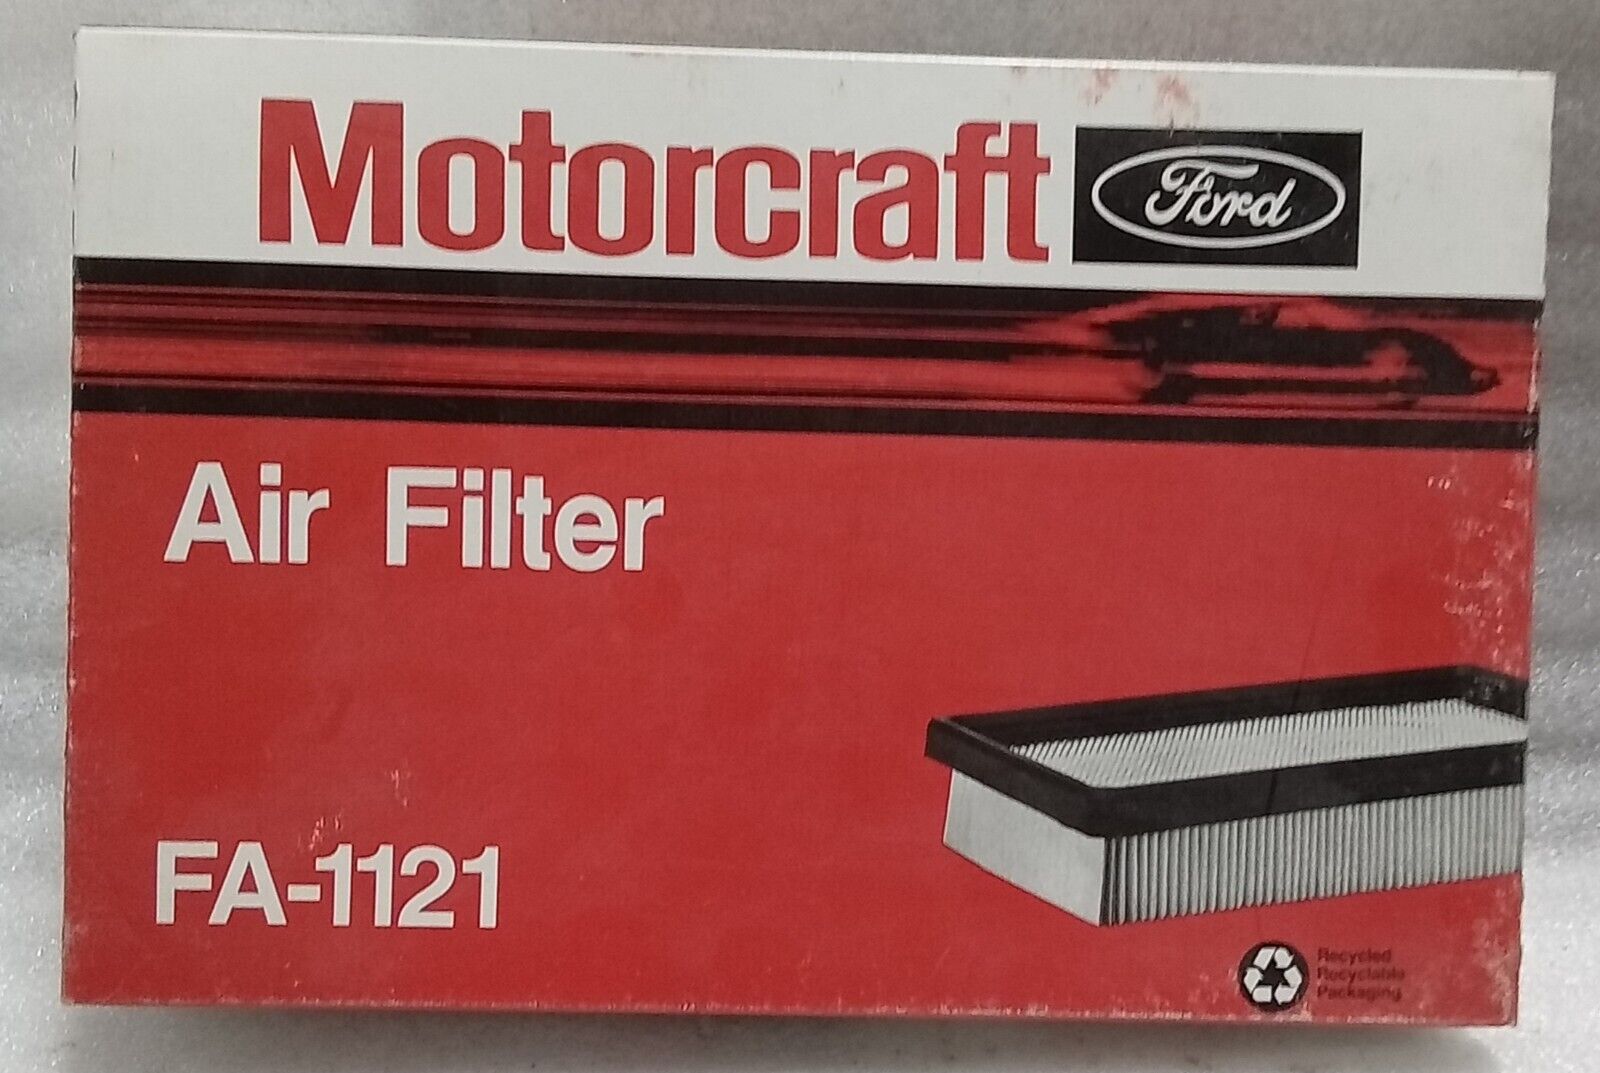 Motorcraft Ford
Air Filter
FA-1121
Recycled
Recyclable
Packaging